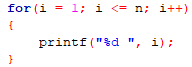 for(i = 1; i <= n; i++)
{
    printf("%d ", i);
}